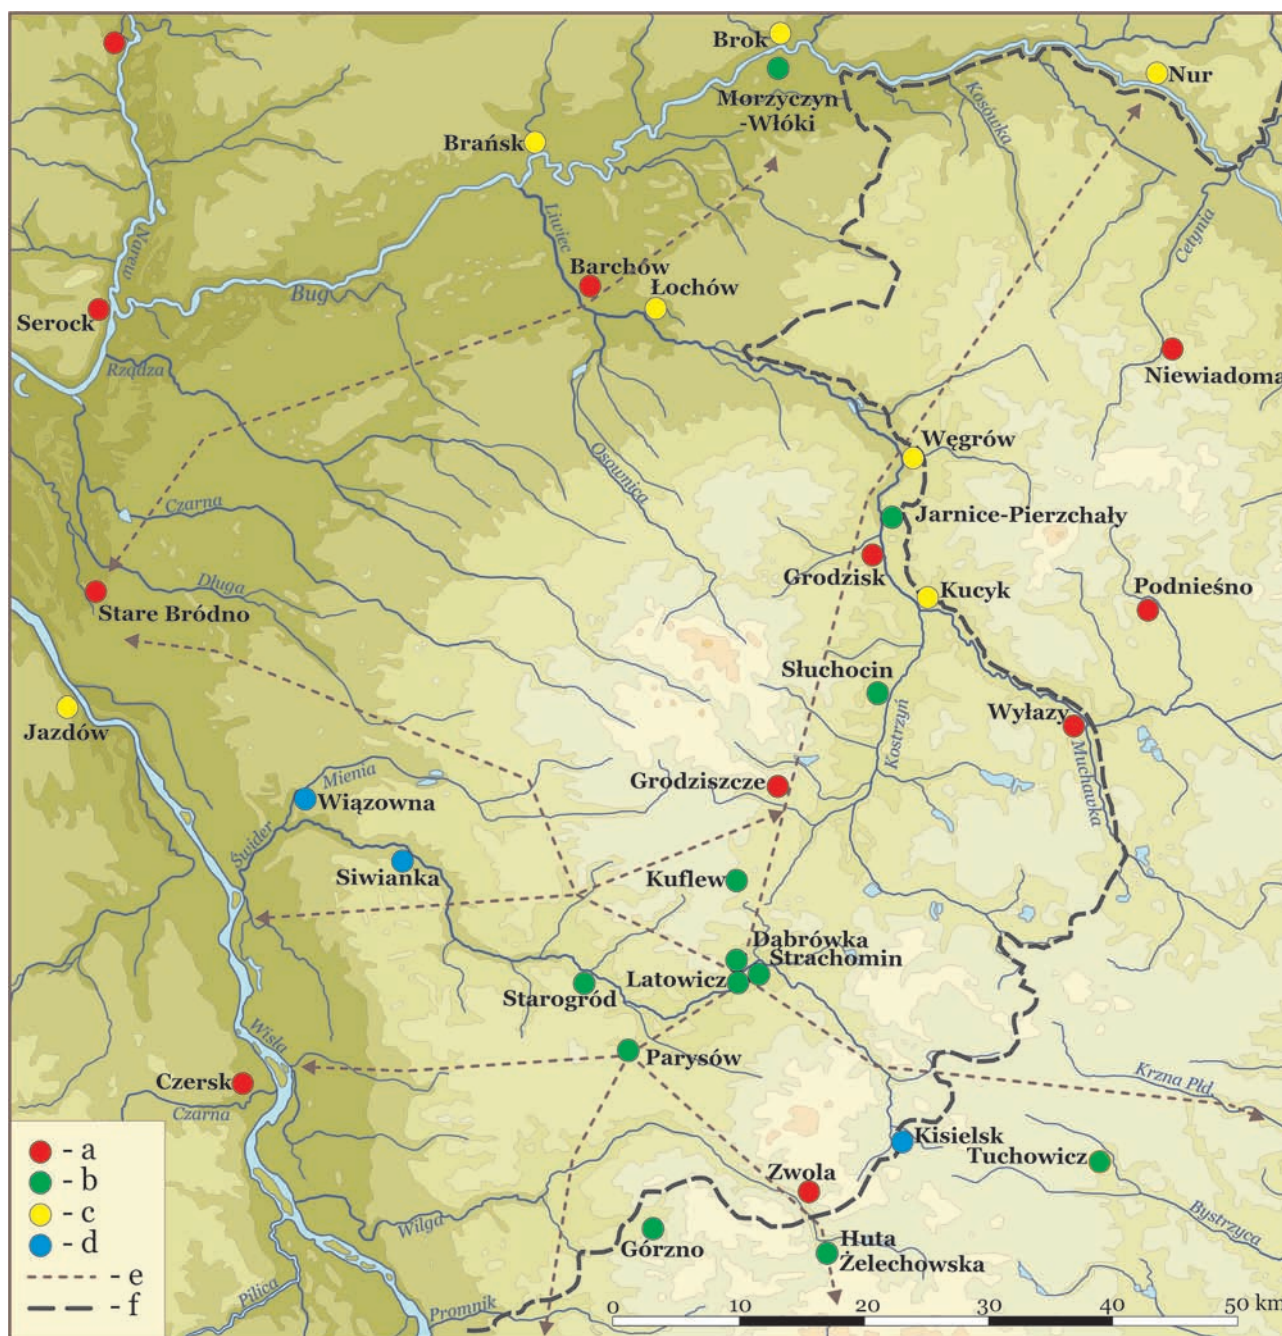 Brok
Nur
Morzyczyn
-Włóki
Kosówka
Brańsk
Liwiec
Narew
Cetynia
Barchów
Bug
Łochów
Serock
Rządza
Niewiadoma
Węgrów
Osownica
Czarna
Jarnice-Pierzchały
Długa
Grodzisk
Podnieśno
Kucyk
Stare Bródno
Słuchocin
Jazdów
Kostrzyń
Wyłazy
Muchawka
Mienia
Grodziszcze
Wiązowna
Świder
Siwianka
Kuflew
Dąbrówka
Strachomin
Latowicz
Starogród
Wisła
Parysów
Czersk
Czarna
Krzna Płd.
Kisielsk
Tuchowicz
- a
- b
- c
- d
- e
- f
Zwola
Wilga
Bystrzyca
Górzno
Huta
Żelechowska
Pilica
Promnik
0 10 20 30 40 50 km